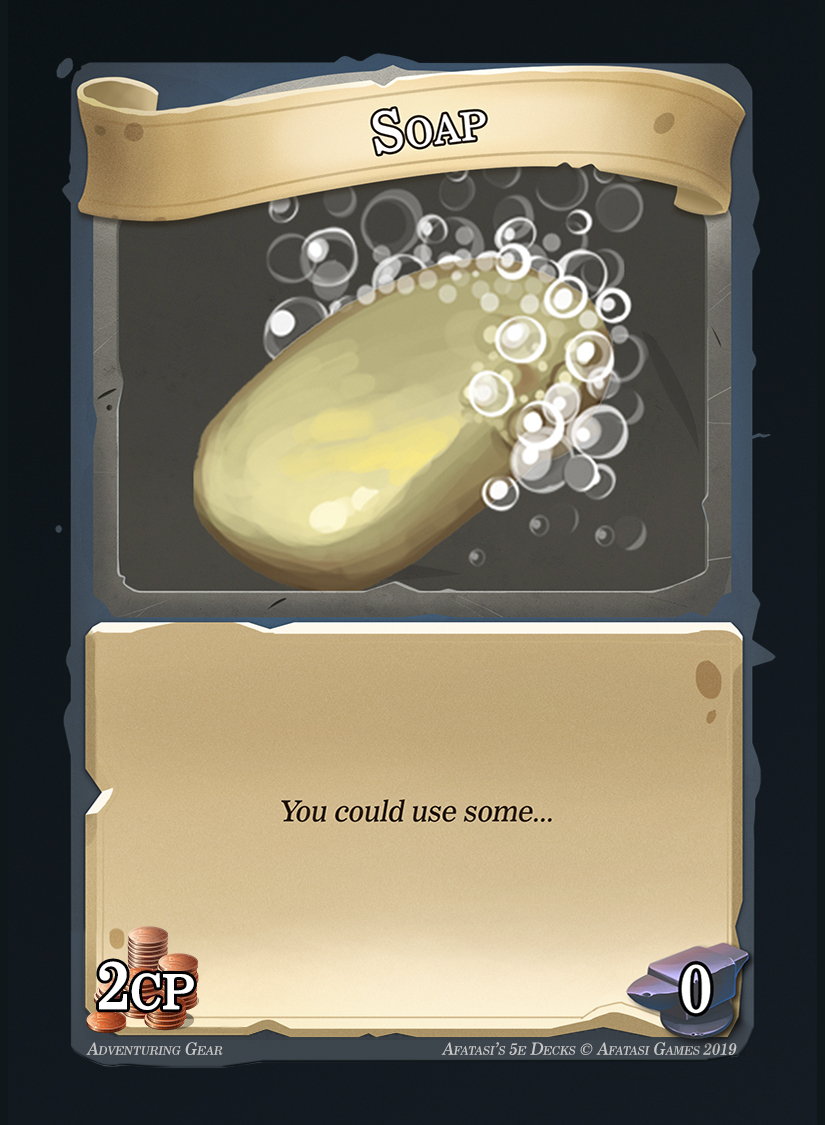 Soap
You could use some...
2CP
0
Adventuring Gear
Afatasi's 5e Decks © Afatasi Games 2019